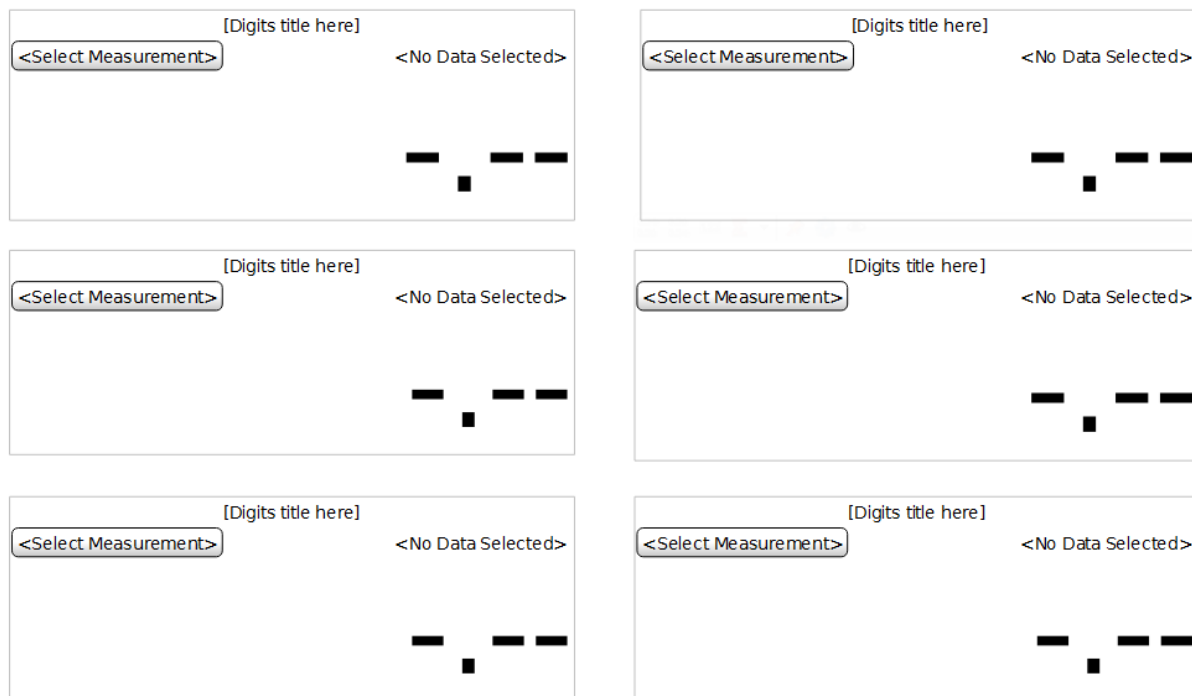 [Digits title here]
<Select Measurement> <No Data Selected>
-.--
[Digits title here]
<Select Measurement> <No Data Selected>
-.--
[Digits title here]
<Select Measurement> <No Data Selected>
-.--
[Digits title here]
<Select Measurement> <No Data Selected>
-.--
[Digits title here]
<Select Measurement> <No Data Selected>
-.--
[Digits title here]
<Select Measurement> <No Data Selected>
-.--